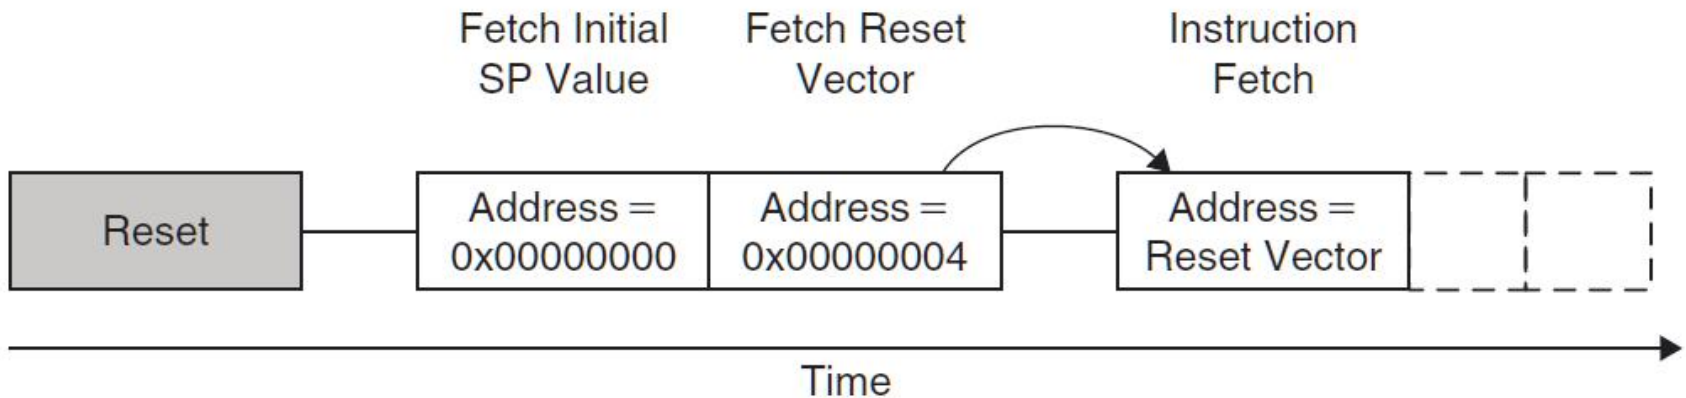 Fetch Initial
SP Value
Fetch Reset
Vector
Instruction
Fetch
Reset
Address =
0x00000000
Address =
0x00000004
Address =
Reset Vector
Time